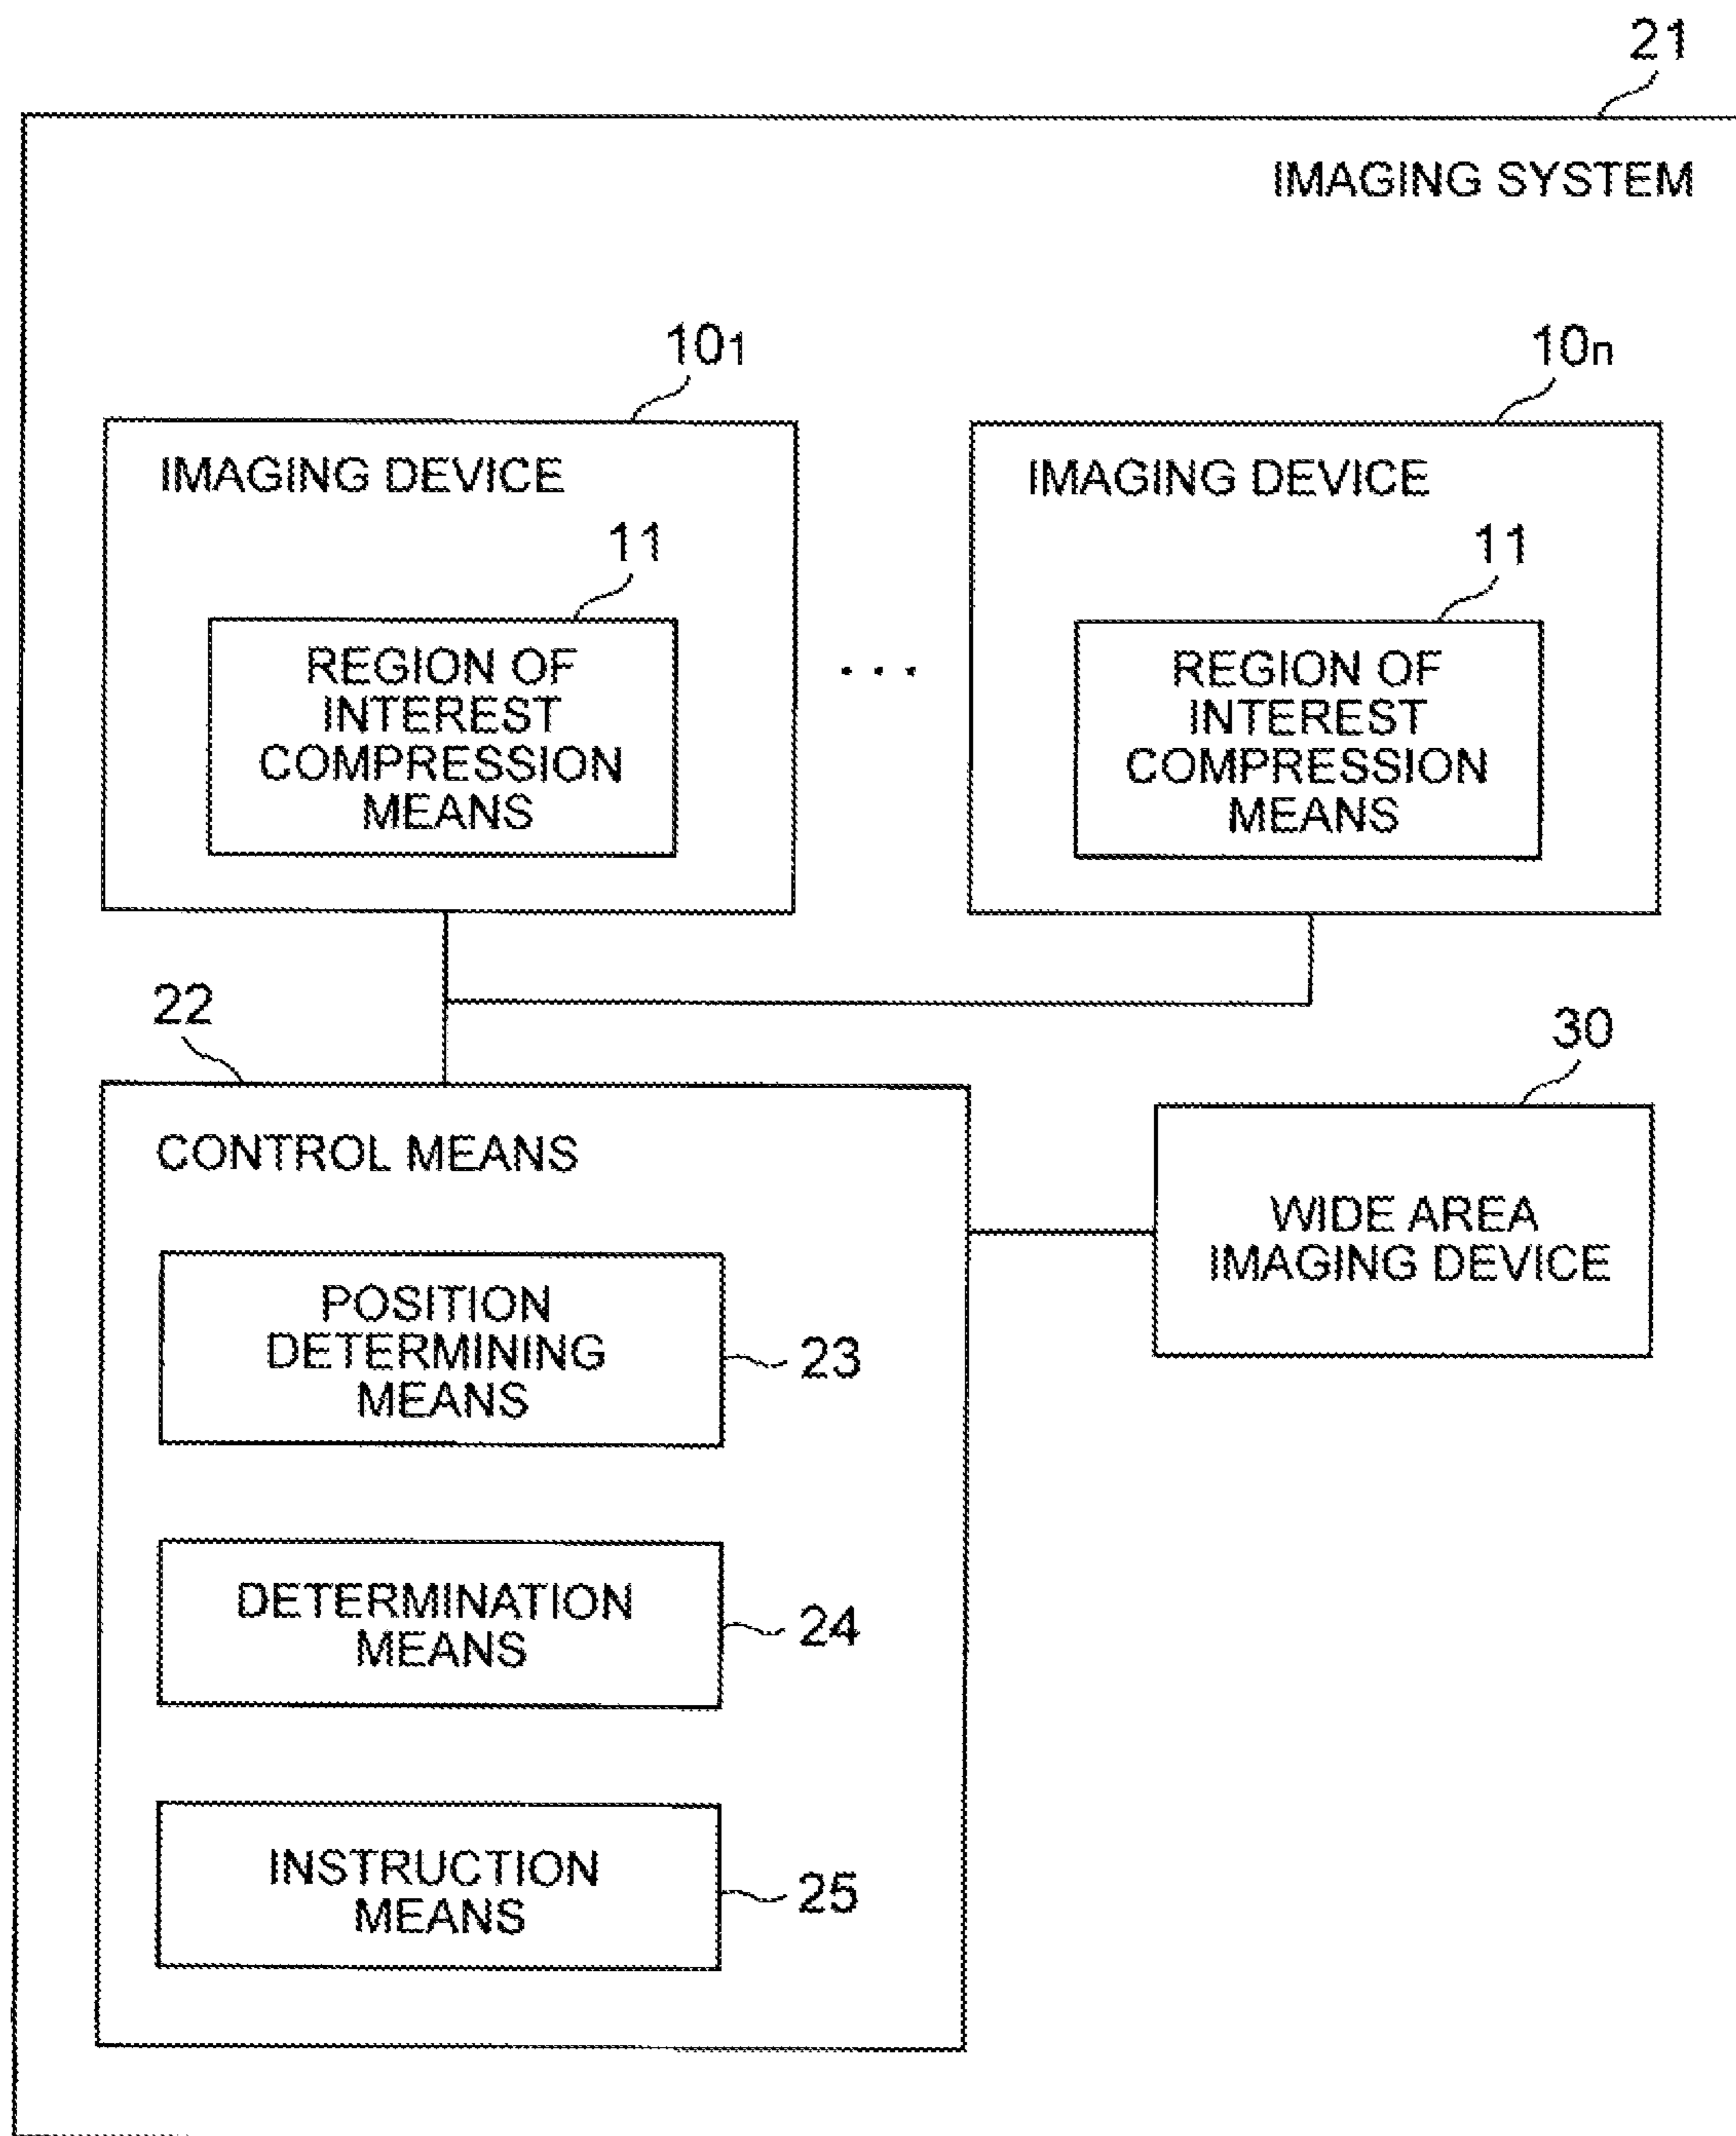 21
IMAGING SYSTEM
101
10n
IMAGING DEVICE
IMAGING DEVICE
11
11
REGION OF
INTEREST
COMPRESSION
MEANS
. . .
REGION OF
INTEREST
COMPRESSION
MEANS
22
30
CONTROL MEANS
WIDE AREA
IMAGING DEVICE
POSITION
DETERMINING
MEANS
23
DETERMINATION
MEANS
24
INSTRUCTION
MEANS
25